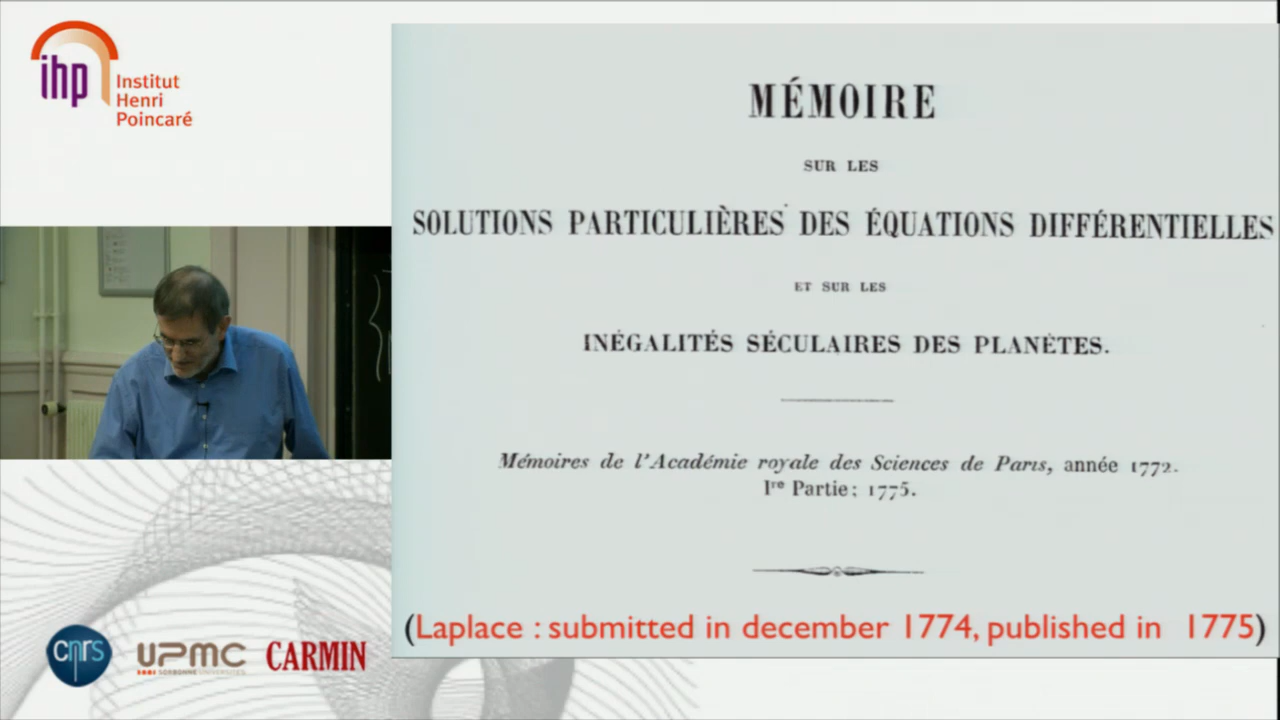 ihp
Institut
Henri
Poincaré
MÉMOIRE
SUR LES
SOLUTIONS PARTICULIÈRES DES ÉQUATIONS DIFFÉRENTIELLES
ET SUR LES
INÉGALITÉS SÉCULAIRES DES PLANÈTES.
Mémoires de l'Académie royale des Sciences de Paris, année 1772.
Ire Partie; 1775.
(Laplace : submitted in december 1774, published in 1775)
cnrs
UPMC
SORBONNE UNIVERSITÉS
CARMIN